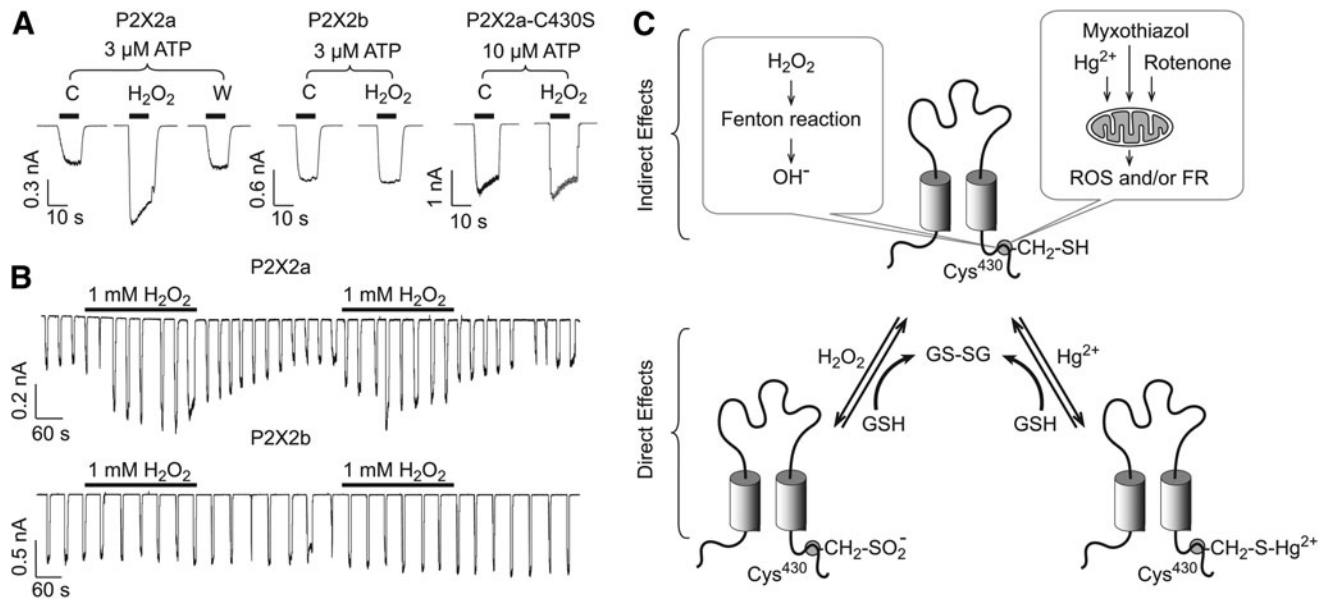 A
P2X2a
P2X2b
P2X2a-C430S
3 µM ATP
3 µM ATP
10 µM ATP
C
H₂O₂
W
C
H₂O₂
C
H₂O₂
0.3 nA
10 s
0.6 nA
10 s
1 nA
10 s
B
P2X2a
1 mM H₂O₂
1 mM H₂O₂
0.2 nA
60 s
P2X2b
1 mM H₂O₂
1 mM H₂O₂
0.5 nA
60 s
C
Indirect Effects
H₂O₂
Fenton reaction
OH⁻
Myxothiazol
Hg²⁺
Rotenone
ROS and/or FR
CH₂-SH
Cys⁴³⁰
Direct Effects
H₂O₂
GS-SG
Hg²⁺
GSH
GSH
CH₂-SO₂⁻
Cys⁴³⁰
CH₂-S-Hg²⁺
Cys⁴³⁰